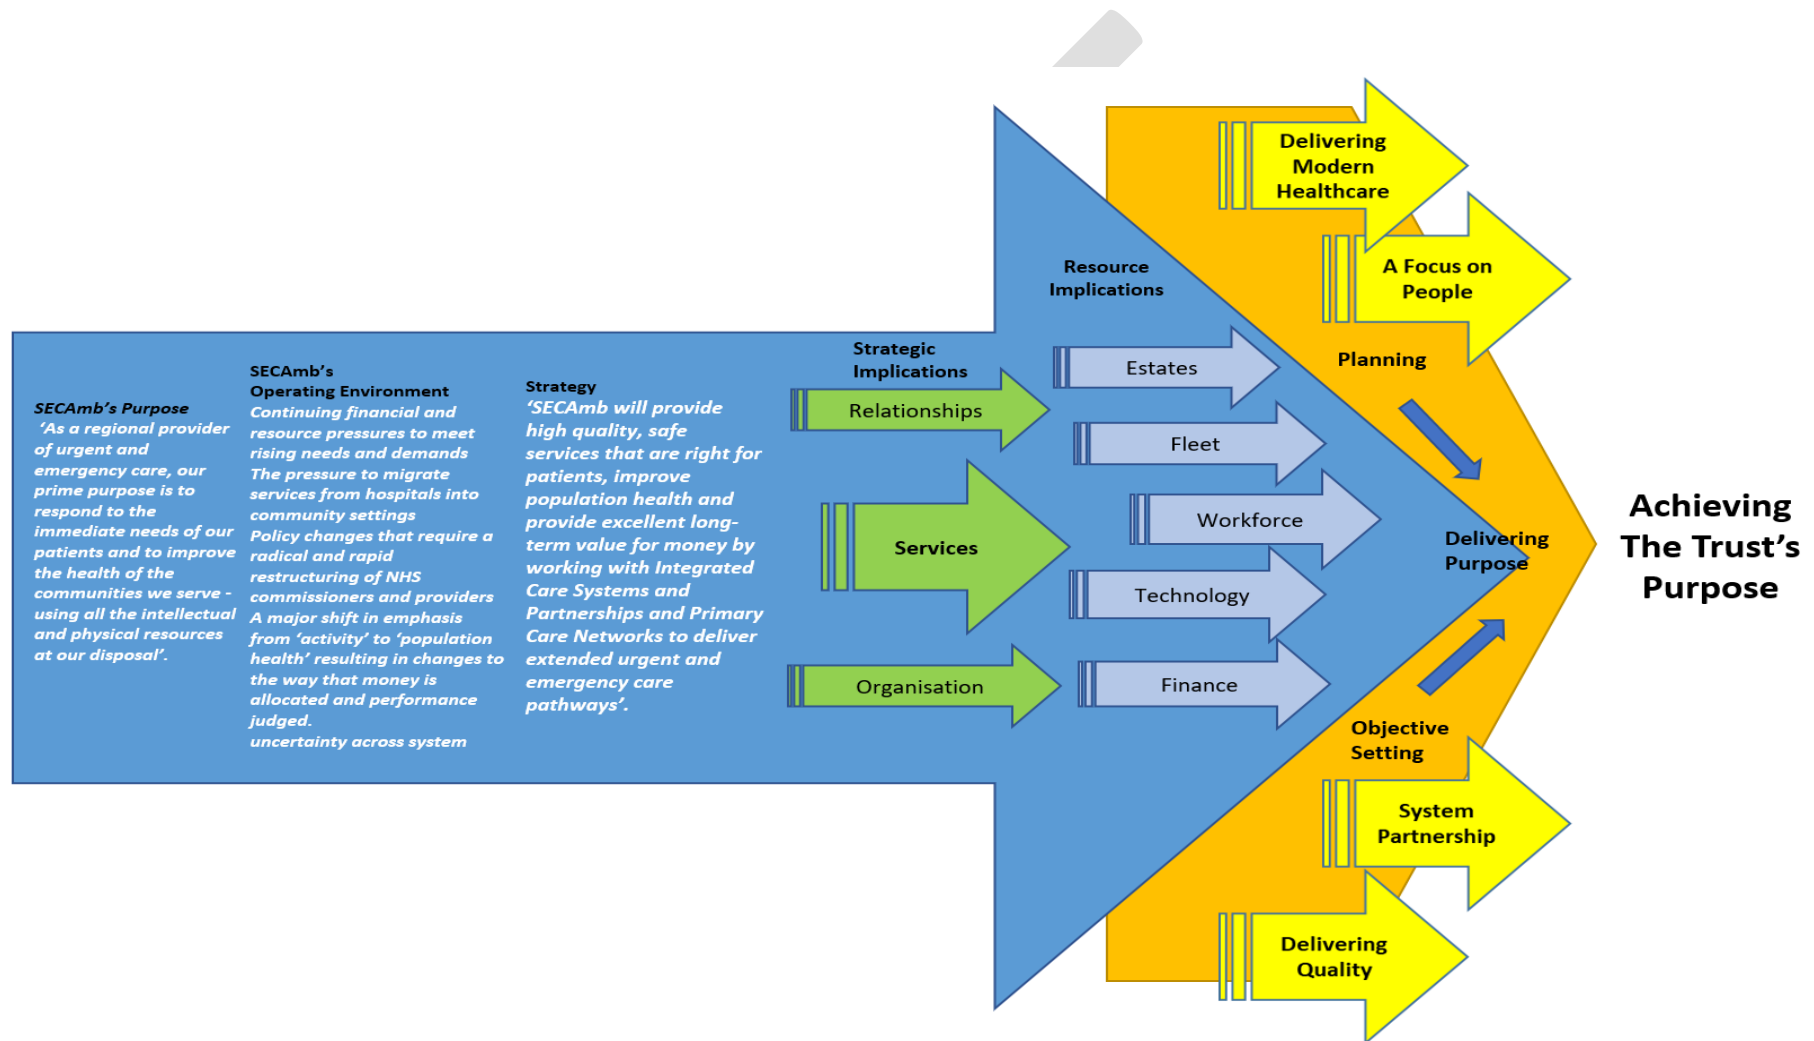 SECAmb's Purpose
'As a regional provider
of urgent and
emergency care, our
prime purpose is to
respond to the
immediate needs of our
patients and to improve
the health of the
communities we serve -
using all the intellectual
and physical resources
at our disposal'.
SECAmb's
Operating Environment
Continuing financial and
resource pressures to meet
rising needs and demands
The pressure to migrate
services from hospitals into
community settings
Policy changes that require a
radical and rapid
restructuring of NHS
commissioners and providers
A major shift in emphasis
from 'activity' to 'population
health' resulting in changes to
the way that money is
allocated and performance
judged.
uncertainty across system
Strategy
'SECAmb will provide
high quality, safe
services that are right for
patients, improve
population health and
provide excellent long-
term value for money by
working with Integrated
Care Systems and
Partnerships and Primary
Care Networks to deliver
extended urgent and
emergency care
pathways'.
Strategic
Implications
Relationships
Services
Organisation
Resource
Implications
Estates
Fleet
Workforce
Technology
Finance
Delivering
Modern
Healthcare
A Focus on
People
Planning
Delivering
Purpose
Objective
Setting
System
Partnership
Delivering
Quality
Achieving
The Trust's
Purpose